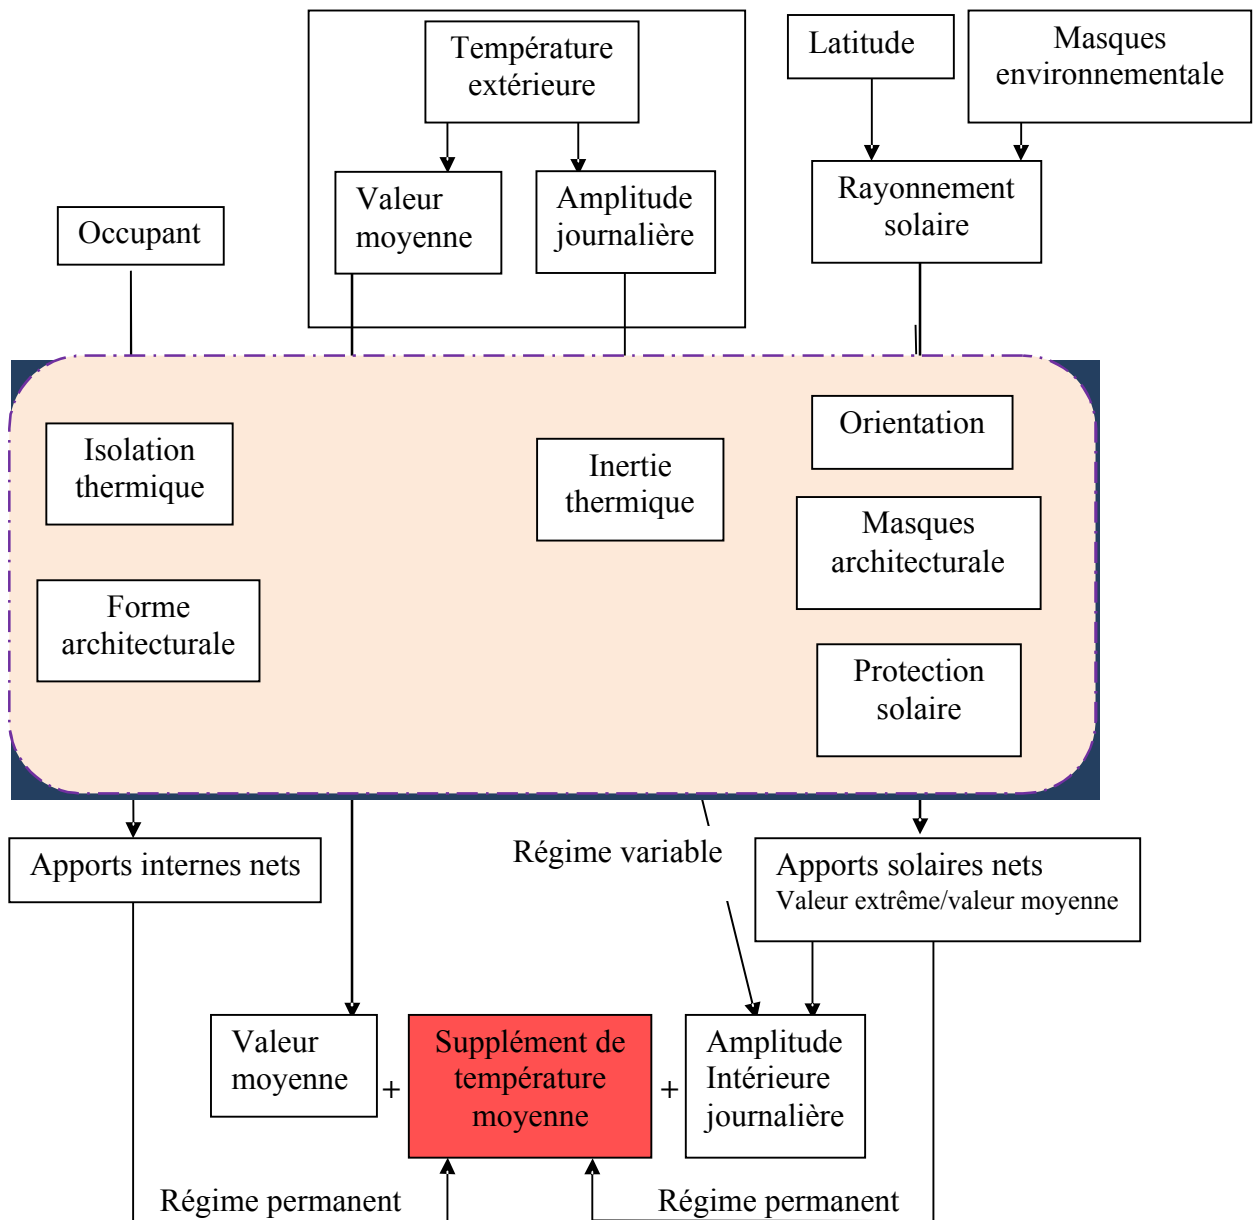 Température
extérieure
Latitude
Masques
environnementale
Valeur
moyenne
Amplitude
journalière
Rayonnement
solaire
Occupant
Orientation
Isolation
thermique
Inertie
thermique
Masques
architecturale
Forme
architecturale
Protection
solaire
Régime variable
Apports internes nets
Apports solaires nets
Valeur extrême/valeur moyenne
Valeur
moyenne
+
Supplément de
température
moyenne
+
Amplitude
Intérieure
journalière
Régime permanent
Régime permanent